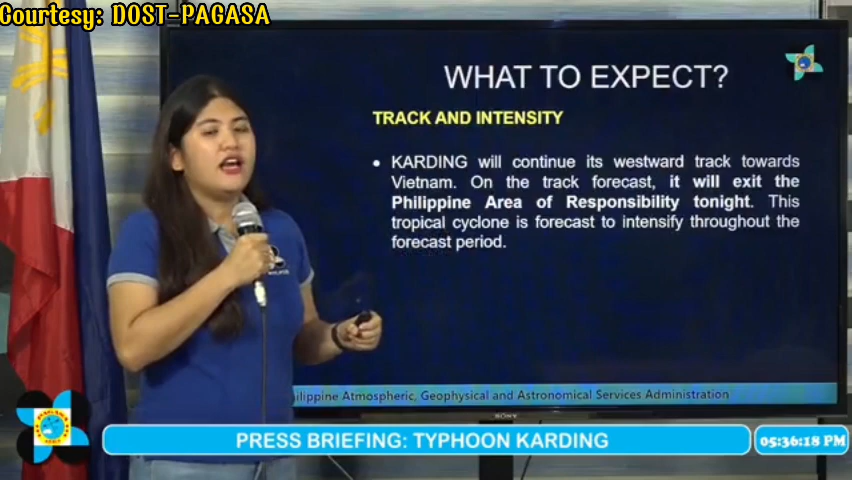 Courtesy: DOST-PAGASA
WHAT TO EXPECT?
TRACK AND INTENSITY
• KARDING will continue its westward track towards
Vietnam. On the track forecast, it will exit the
Philippine Area of Responsibility tonight. This
tropical cyclone is forecast to intensify throughout the
forecast period.
Atmospheric, Geophysical and Astronomical Services Administration
SONY
PRESS BRIEFING: TYPHOON KARDING
05:36:18 PM